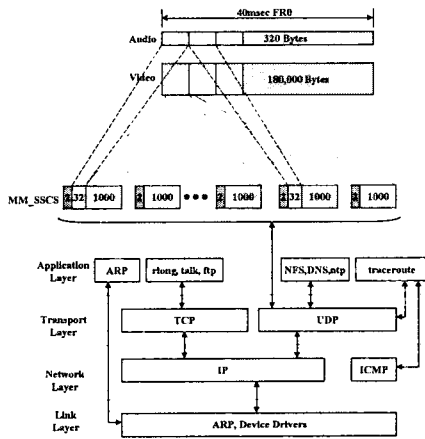 40msec FR0
Audio 320 Bytes
Video 180,000 Bytes
MM_SSCS 2 32 1000 2 1000 ••• 2 1000 2 32 1000 2 1000
Application Layer ARP rlong, talk, ftp NFS,DNS,ntp traceroute
Transport Layer TCP UDP
Network Layer IP ICMP
Link Layer ARP, Device Drivers